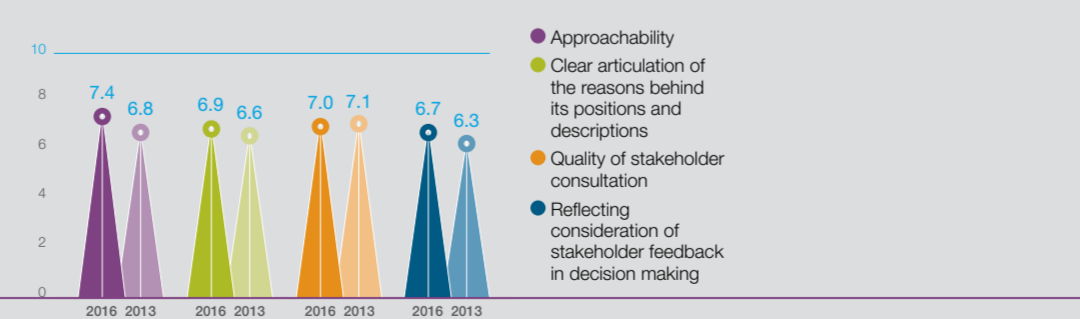 10
8
6
4
2
0
7.4 6.8 6.9 6.6 7.0 7.1 6.7 6.3
2016 2013 2016 2013 2016 2013 2016 2013
Approachability
Clear articulation of
the reasons behind
its positions and
descriptions
Quality of stakeholder
consultation
Reflecting
consideration of
stakeholder feedback
in decision making